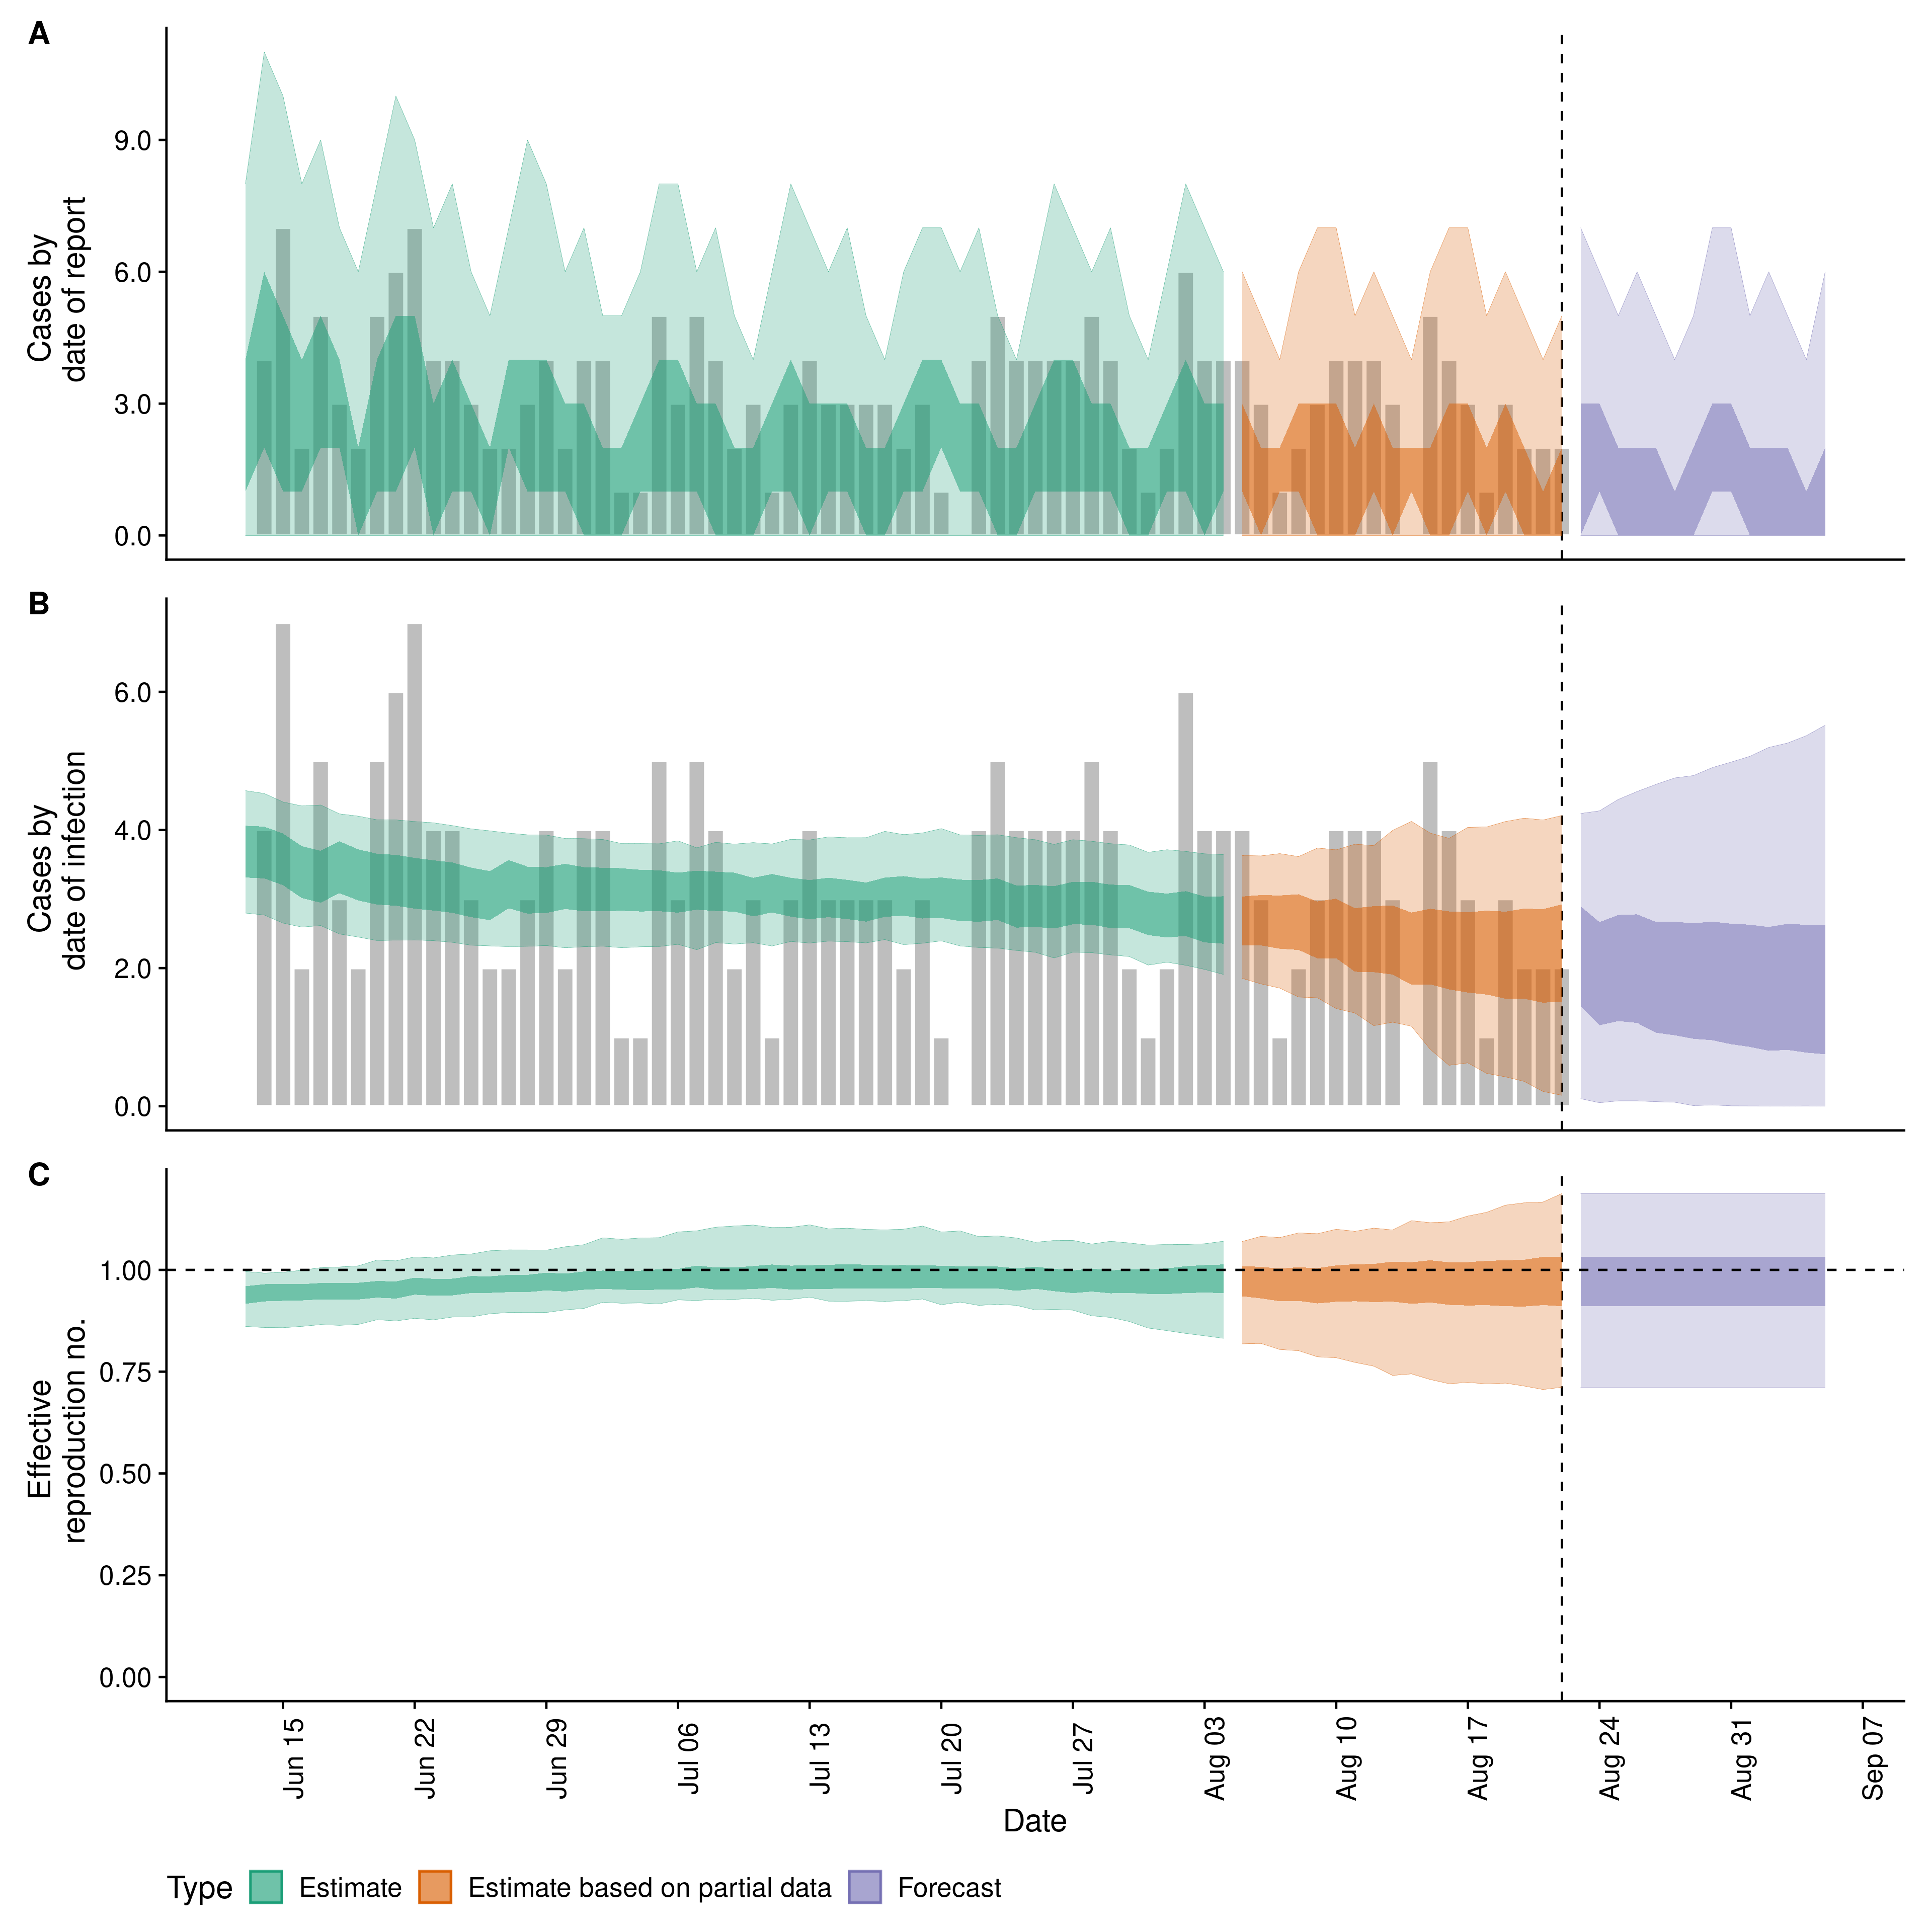 A
Cases by
date of report
9.0
6.0
3.0
0.0
B
Cases by
date of infection
6.0
4.0
2.0
0.0
C
Effective
reproduction no.
1.00
0.75
0.50
0.25
0.00
Jun 15
Jun 22
Jun 29
Jul 06
Jul 13
Jul 20
Jul 27
Aug 03
Aug 10
Aug 17
Aug 24
Aug 31
Sep 07
Date
Type Estimate Estimate based on partial data Forecast